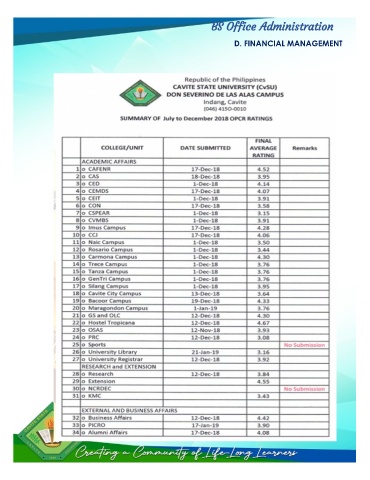 BS Office Administration
D. FINANCIAL MANAGEMENT
Republic of the Philippines
CAVITE STATE UNIVERSITY (CvSU)
DON SEVERINO DE LAS ALAS CAMPUS
Indang, Cavite
(046) 4150-0010
SUMMARY OF July to December 2018 OPCR RATINGS
COLLEGE/UNIT DATE SUBMITTED FINAL AVERAGE RATING Remarks
ACADEMIC AFFAIRS
1 o CAFENR 17-Dec-18 4.52
2 o CAS 18-Dec-18 3.95
3 o CED 1-Dec-18 4.14
4 o CEMDS 17-Dec-18 4.07
5 o CEIT 1-Dec-18 3.91
6 o CON 17-Dec-18 3.58
7 o CSPEAR 1-Dec-18 3.15
8 o CVMBS 1-Dec-18 3.91
9 o Imus Campus 17-Dec-18 4.28
10 o CCJ 17-Dec-18 4.06
11 o Naic Campus 1-Dec-18 3.50
12 o Rosario Campus 1-Dec-18 3.44
13 o Carmona Campus 1-Dec-18 4.30
14 o Trece Campus 1-Dec-18 3.76
15 o Tanza Campus 1-Dec-18 3.76
16 o GenTri Campus 1-Dec-18 3.76
17 o Silang Campus 1-Dec-18 3.95
18 o Cavite City Campus 13-Dec-18 3.64
19 o Bacoor Campus 19-Dec-18 4.33
20 o Maragondon Campus 1-Jan-19 3.76
21 o GS and OLC 12-Dec-18 4.30
22 o Hostel Tropicana 12-Dec-18 4.67
23 o OSAS 12-Nov-18 3.93
24 o PRC 12-Dec-18 3.08
25 o Sports No Submission
26 o University Library 21-Jan-19 3.16
27 o University Registrar 12-Dec-18 3.92
RESEARCH and EXTENSION
28 o Research 12-Dec-18 3.84
29 o Extension 4.55
30 o NCRDEC No Submission
31 o KMC 3.43
EXTERNAL AND BUSINESS AFFAIRS
32 o Business Affairs 12-Dec-18 4.42
33 o PICRO 17-Jan-19 3.90
34 o Alumni Affairs 17-Dec-18 4.08
Creating a Community of Life-Long Learners